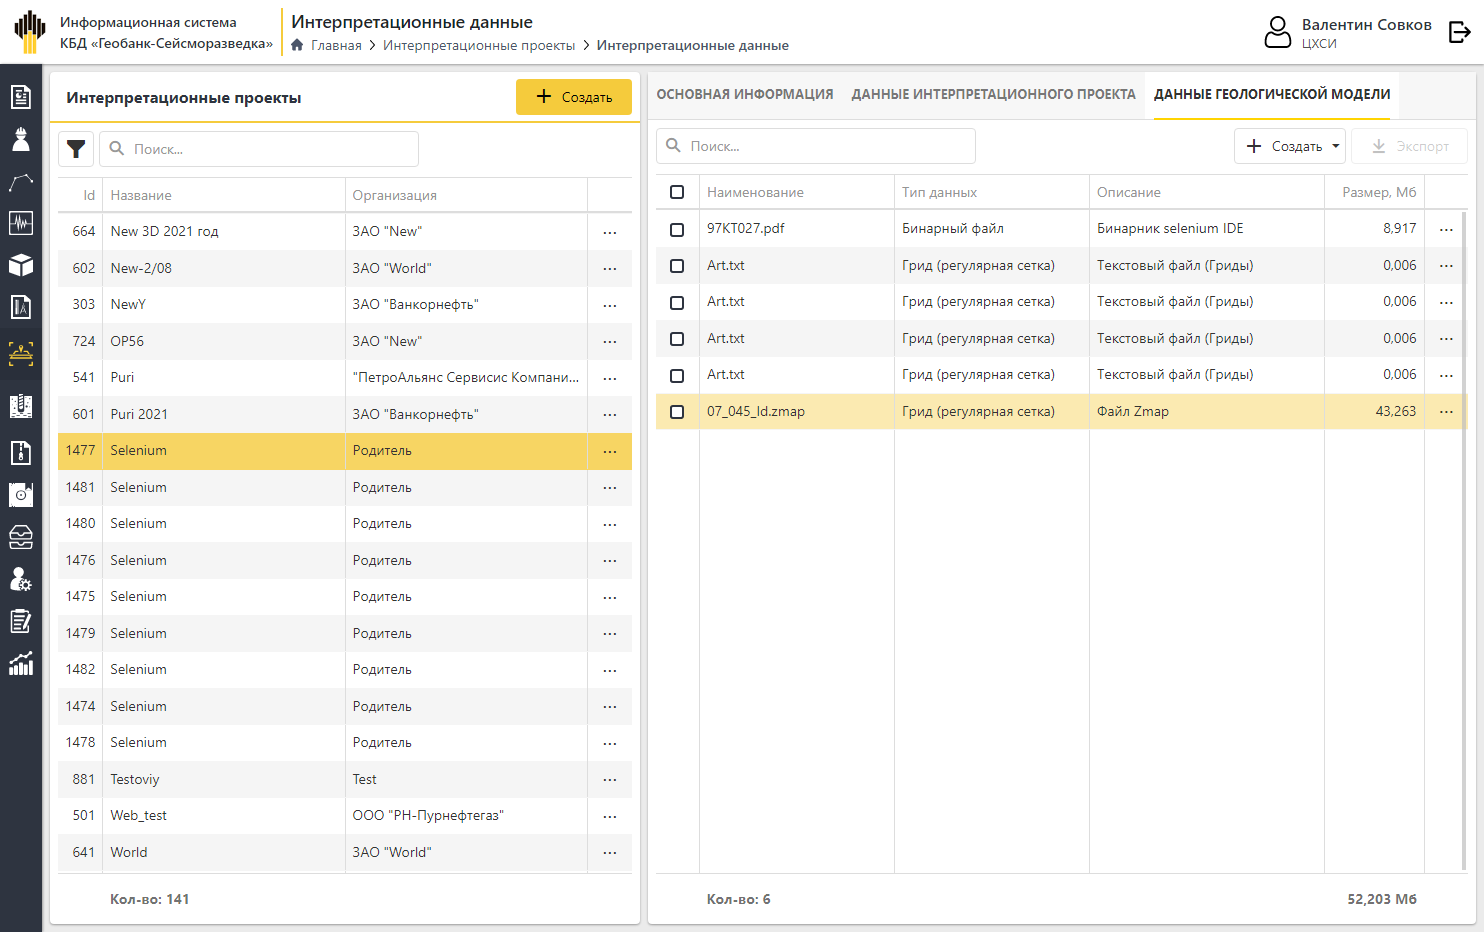 Информационная система
КБД «Геобанк-Сейсморазведка»
Интерпретационные данные
Главная > Интерпретационные проекты > Интерпретационные данные
Валентин Совков
ЦХСИ
Интерпретационные проекты
+ Создать
Поиск...
Id Название Организация
664 New 3D 2021 год ЗАО "New" ...
602 New-2/08 ЗАО "World" ...
303 NewY ЗАО "Ванкорнефть" ...
724 OP56 ЗАО "New" ...
541 Puri "ПетроАльянс Сервисис Компани... ...
601 Puri 2021 ЗАО "Ванкорнефть" ...
1477 Selenium Родитель ...
1481 Selenium Родитель ...
1480 Selenium Родитель ...
1476 Selenium Родитель ...
1475 Selenium Родитель ...
1479 Selenium Родитель ...
1482 Selenium Родитель ...
1474 Selenium Родитель ...
1478 Selenium Родитель ...
881 Testoviy Test ...
501 Web_test ООО "РН-Пурнефтегаз" ...
641 World ЗАО "World" ...
Кол-во: 141
ОСНОВНАЯ ИНФОРМАЦИЯ ДАННЫЕ ИНТЕРПРЕТАЦИОННОГО ПРОЕКТА ДАННЫЕ ГЕОЛОГИЧЕСКОЙ МОДЕЛИ
Поиск...
+ Создать
Экспорт
Наименование Тип данных Описание Размер, Мб
97KT027.pdf Бинарный файл Бинарник selenium IDE 8,917 ...
Art.txt Грид (регулярная сетка) Текстовый файл (Гриды) 0,006 ...
Art.txt Грид (регулярная сетка) Текстовый файл (Гриды) 0,006 ...
Art.txt Грид (регулярная сетка) Текстовый файл (Гриды) 0,006 ...
Art.txt Грид (регулярная сетка) Текстовый файл (Гриды) 0,006 ...
07_045_ld.zmap Грид (регулярная сетка) Файл Zmap 43,263 ...
Кол-во: 6 52,203 Мб